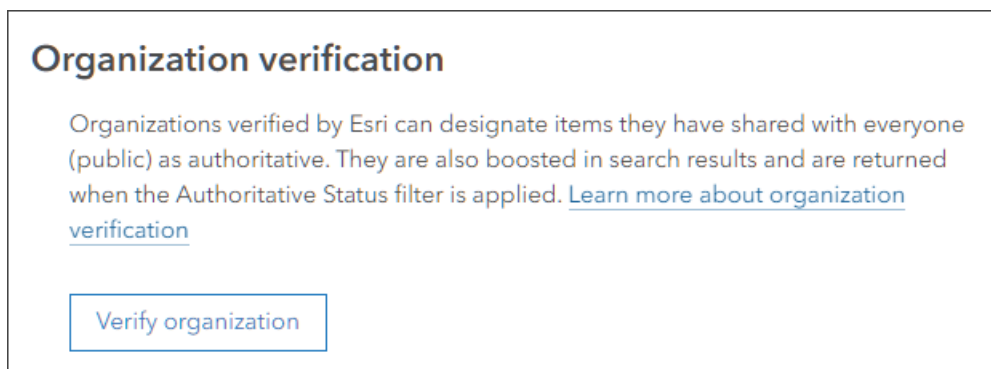 Organization verification
Organizations verified by Esri can designate items they have shared with everyone
(public) as authoritative. They are also boosted in search results and are returned
when the Authoritative Status filter is applied. Learn more about organization
verification
Verify organization